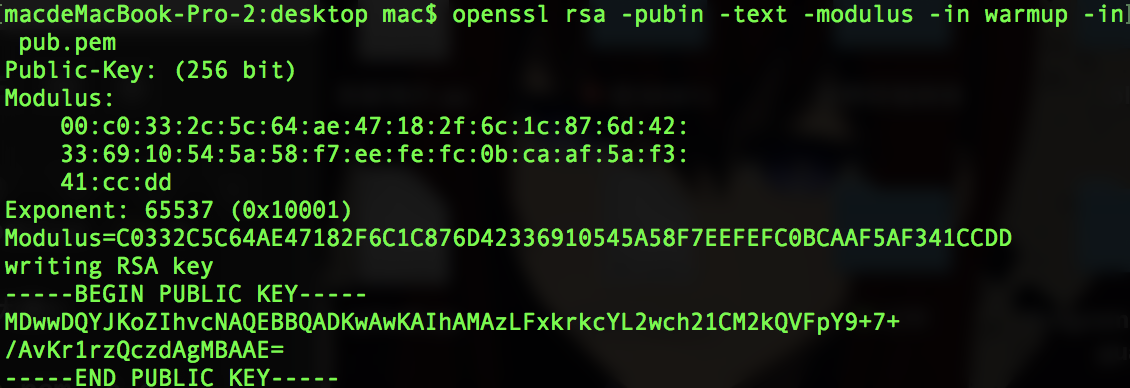 macdeMacBook-Pro-2:desktop mac$ openssl rsa -pubin -text -modulus -in warmup -in
pub.pem
Public-Key: (256 bit)
Modulus:
00:c0:33:2c:5c:64:ae:47:18:2f:6c:1c:87:6d:42:
33:69:10:54:5a:58:f7:ee:fe:fc:0b:ca:af:5a:f3:
41:cc:dd
Exponent: 65537 (0x10001)
Modulus=C0332C5C64AE47182F6C1C876D42336910545A58F7EEFEFC0BCAAF5AF341CCDD
writing RSA key
-----BEGIN PUBLIC KEY-----
MDwwDQYJKoZIhvcNAQEBBQADKwAwKAIhAMAzLFxkrkcYL2wch21CM2kQVFpY9+7+
/AvKr1rzQczdAgMBAAE=
-----END PUBLIC KEY-----